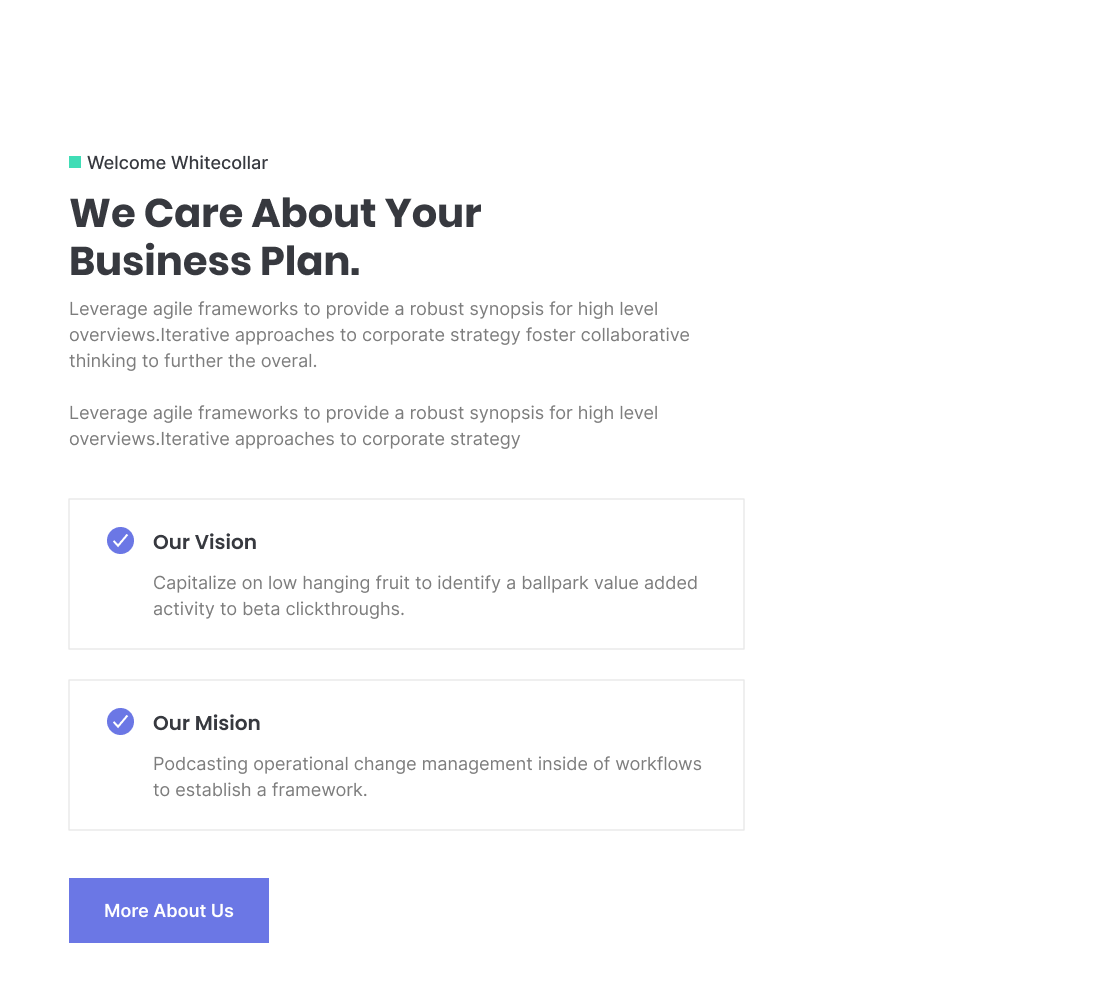 Welcome Whitecollar
We Care About Your
Business Plan.
Leverage agile frameworks to provide a robust synopsis for high level
overviews.Iterative approaches to corporate strategy foster collaborative
thinking to further the overal.
Leverage agile frameworks to provide a robust synopsis for high level
overviews.Iterative approaches to corporate strategy
Our Vision
Capitalize on low hanging fruit to identify a ballpark value added
activity to beta clickthroughs.
Our Mision
Podcasting operational change management inside of workflows
to establish a framework.
More About Us